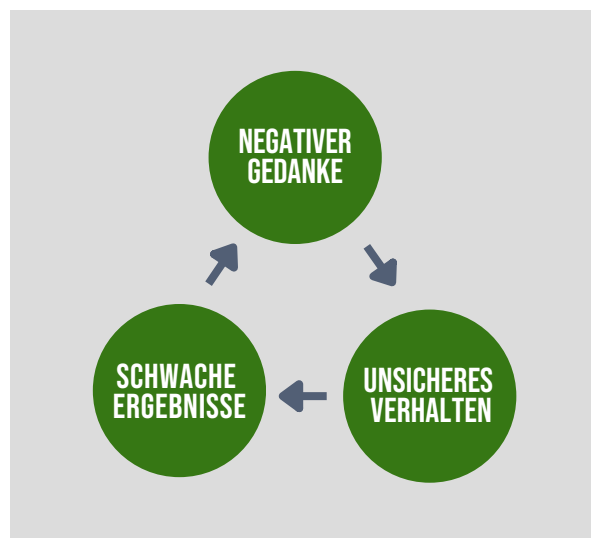 NEGATIVER
GEDANKE
UNSICHERES
VERHALTEN
SCHWACHE
ERGEBNISSE